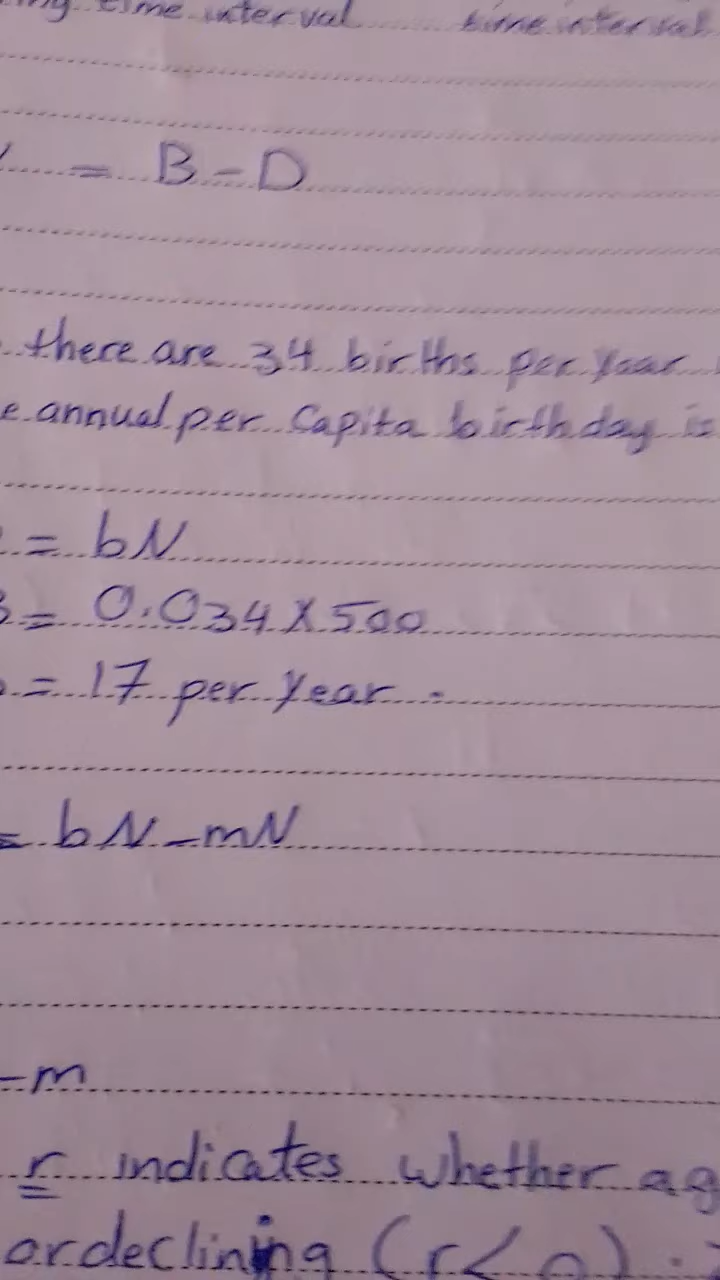 time interval time interval
= B - D
there are 34 births per year
e annual per Capita birthday is
= bN
= 0.034 X 500
= 17 per year.
= bN - mN
- m
r indicates whether ag
or declining (r < 0)